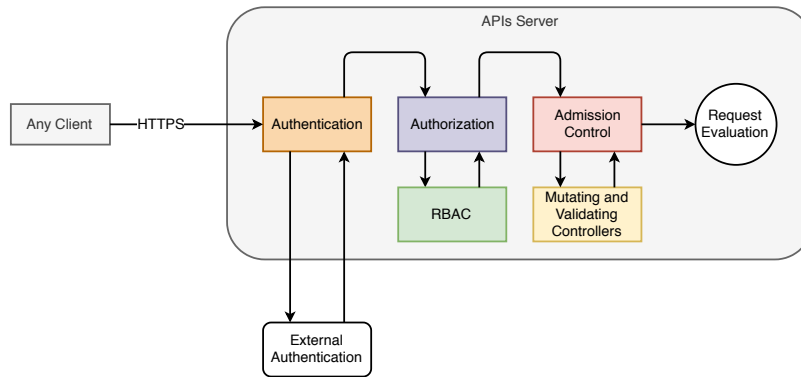 APIs Server
Any Client
HTTPS
Authentication
Authorization
Admission
Control
Request
Evaluation
RBAC
Mutating and
Validating
Controllers
External
Authentication